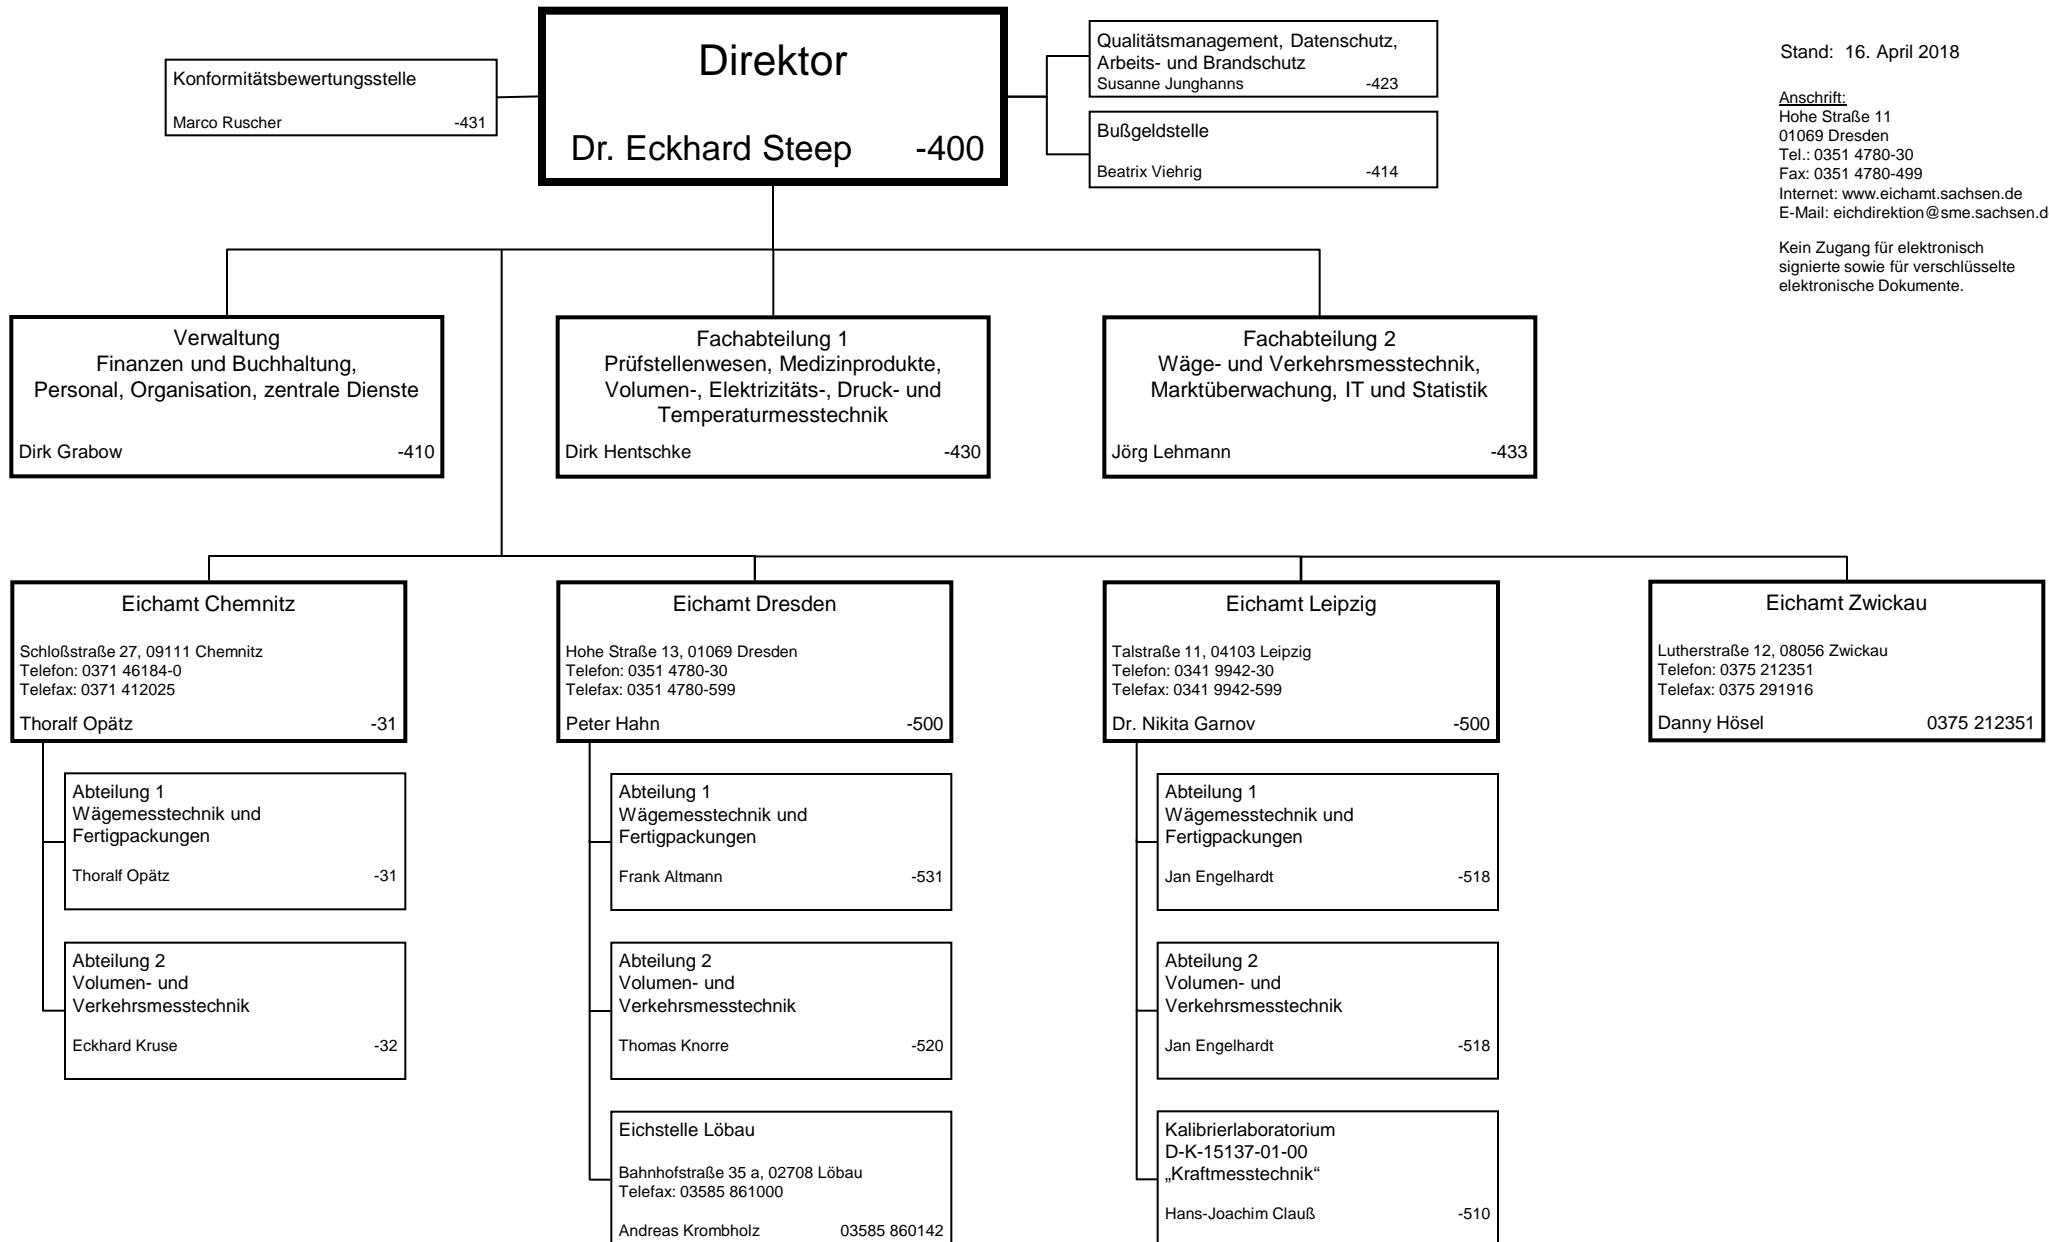 Direktor
Dr. Eckhard Steep -400
Konformitätsbewertungsstelle
Marco Ruscher -431
Qualitätsmanagement, Datenschutz,
Arbeits- und Brandschutz
Susanne Junghanns -423
Bußgeldstelle
Beatrix Viehrig -414
Stand: 16. April 2018
Anschrift:
Hohe Straße 11
01069 Dresden
Tel.: 0351 4780-30
Fax: 0351 4780-499
Internet: www.eichamt.sachsen.de
E-Mail: eichdirektion@sme.sachsen.d
Kein Zugang für elektronisch
signierte sowie für verschlüsselte
elektronische Dokumente.
Verwaltung
Finanzen und Buchhaltung,
Personal, Organisation, zentrale Dienste
Dirk Grabow -410
Fachabteilung 1
Prüfstellenwesen, Medizinprodukte,
Volumen-, Elektrizitäts-, Druck- und
Temperaturmesstechnik
Dirk Hentschke -430
Fachabteilung 2
Wäge- und Verkehrsmesstechnik,
Marktüberwachung, IT und Statistik
Jörg Lehmann -433
Eichamt Chemnitz
Schloßstraße 27, 09111 Chemnitz
Telefon: 0371 46184-0
Telefax: 0371 412025
Thoralf Opätz -31
Abteilung 1
Wägemesstechnik und
Fertigpackungen
Thoralf Opätz -31
Abteilung 2
Volumen- und
Verkehrsmesstechnik
Eckhard Kruse -32
Eichamt Dresden
Hohe Straße 13, 01069 Dresden
Telefon: 0351 4780-30
Telefax: 0351 4780-599
Peter Hahn -500
Abteilung 1
Wägemesstechnik und
Fertigpackungen
Frank Altmann -531
Abteilung 2
Volumen- und
Verkehrsmesstechnik
Thomas Knorre -520
Eichstelle Löbau
Bahnhofstraße 35 a, 02708 Löbau
Telefax: 03585 861000
Andreas Krombholz 03585 860142
Eichamt Leipzig
Talstraße 11, 04103 Leipzig
Telefon: 0341 9942-30
Telefax: 0341 9942-599
Dr. Nikita Garnov -500
Abteilung 1
Wägemesstechnik und
Fertigpackungen
Jan Engelhardt -518
Abteilung 2
Volumen- und
Verkehrsmesstechnik
Jan Engelhardt -518
Kalibrierlaboratorium
D-K-15137-01-00
„Kraftmesstechnik“
Hans-Joachim Clauß -510
Eichamt Zwickau
Lutherstraße 12, 08056 Zwickau
Telefon: 0375 212351
Telefax: 0375 291916
Danny Hösel 0375 212351